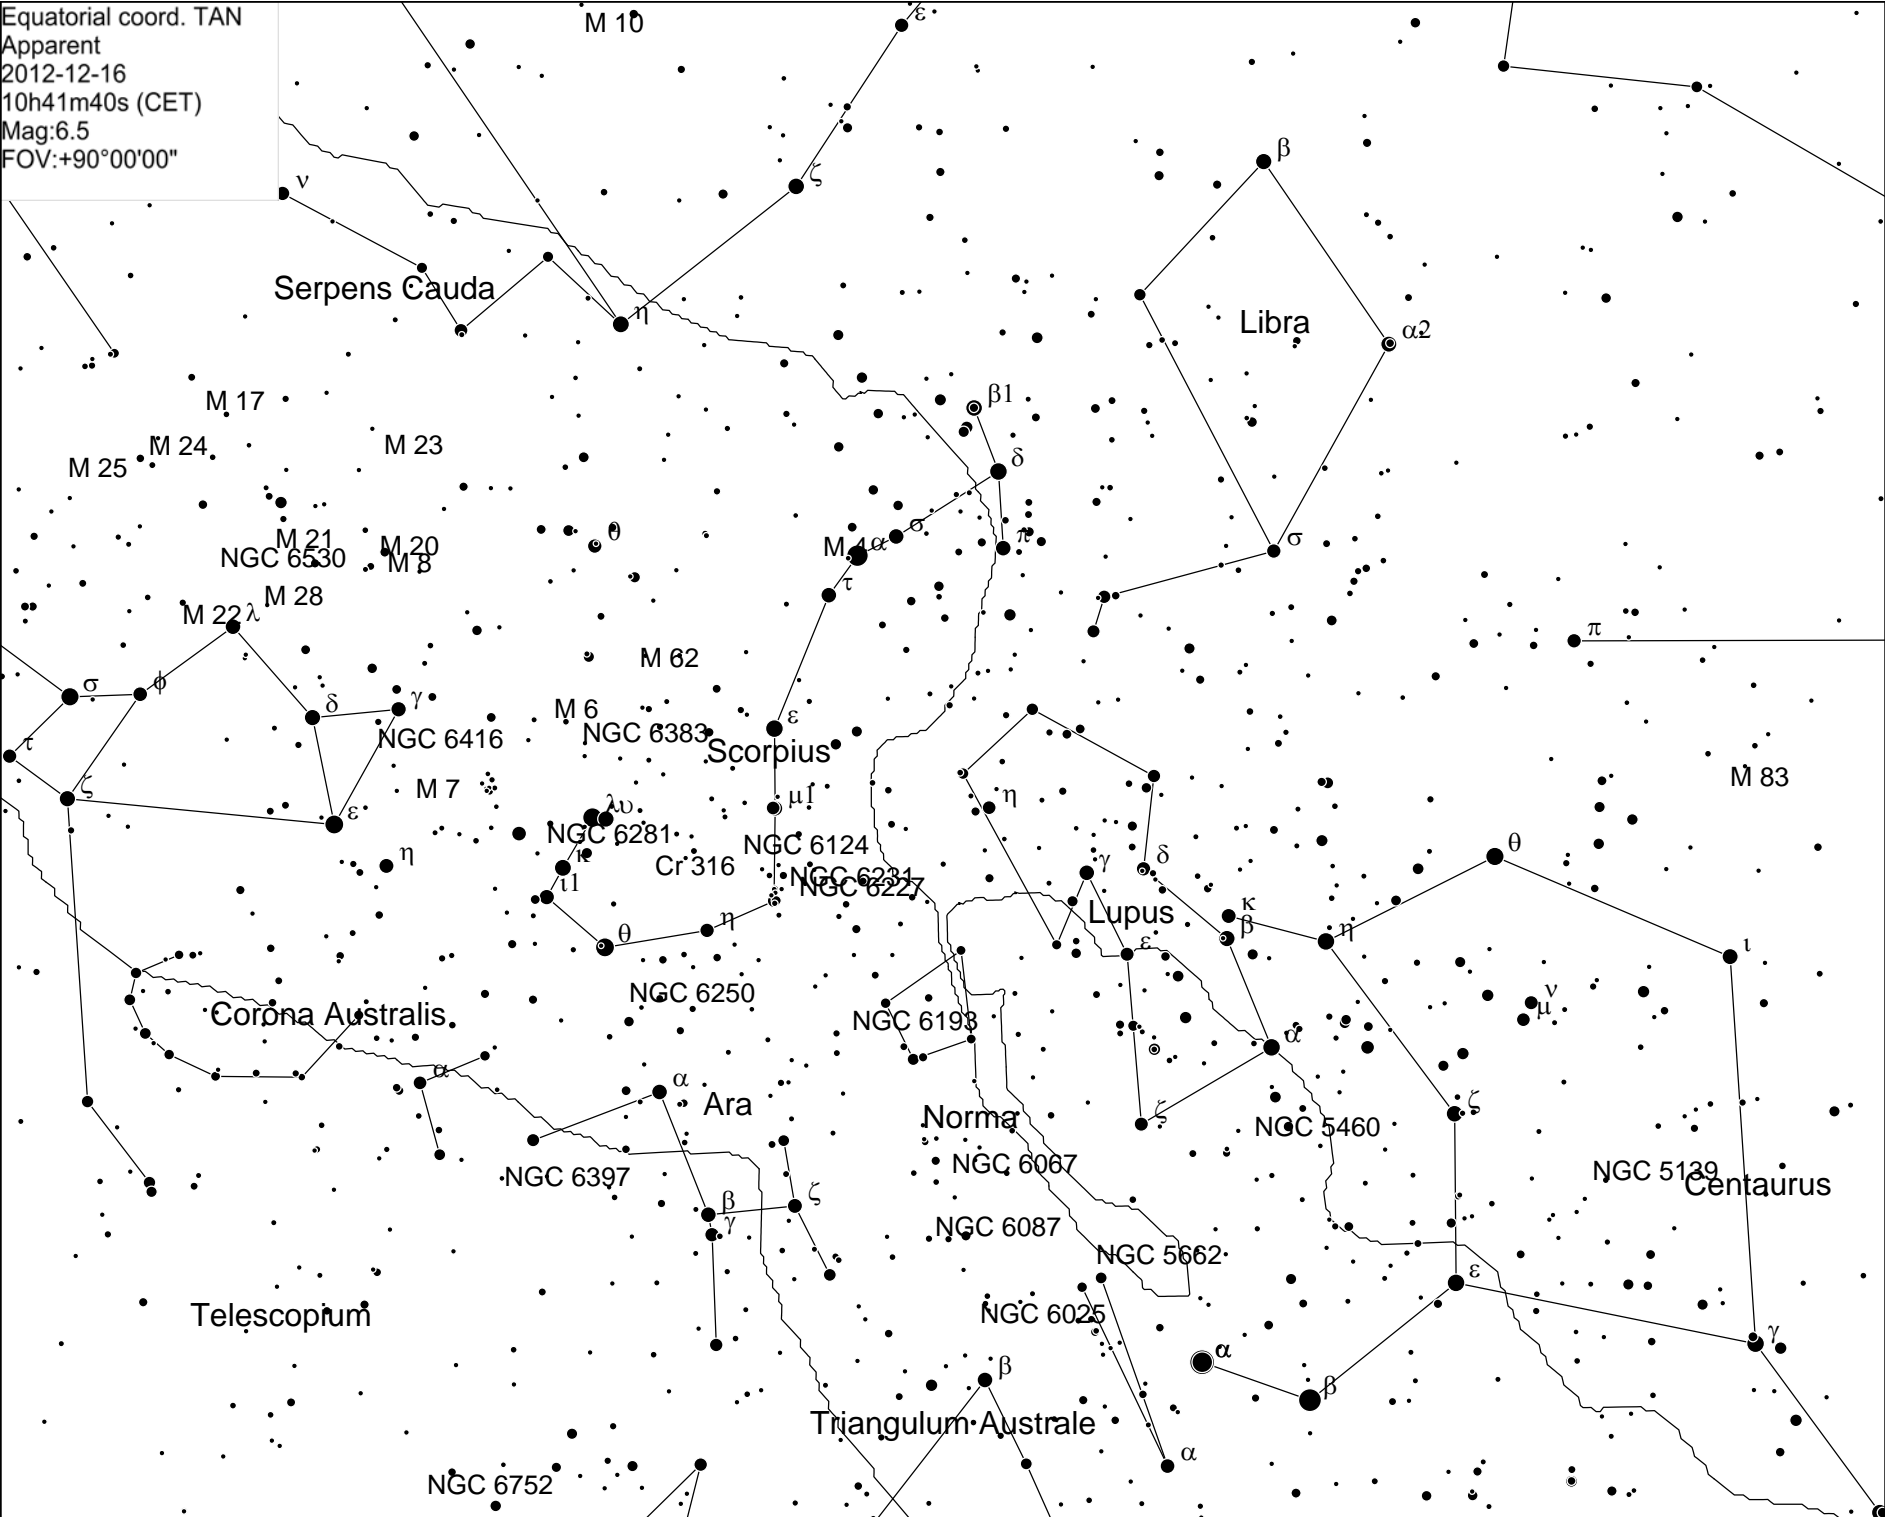 Equatorial coord. TAN
Apparent
2012-12-16
10h41m40s (CET)
Mag:6.5
FOV:+90°00'00"
M 10
ε
ν
ζ
β
Serpens Cauda
η
Libra
α2
M 17
β1
M 24
M 23
M 25
δ
M 21
M 20
θ
σ
π
σ
NGC 6530
M 8
M 4
α
M 28
τ
M 22
λ
π
M 62
σ
φ
δ
γ
M 6
ε
NGC 6416
NGC 6383
Scorpius
τ
M 83
ζ
M 7
ε
λ
υ
μ1
η
NGC 6281
NGC 6124
η
κ
Cr 316
γ
δ
θ
ι1
NGC 6231
NGC 6227
Lupus
κ
β
θ
η
ε
η
ι
NGC 6250
ν
μ
Corona Australis
NGC 6193
α
α
α
Ara
Norma
ζ
NGC 5460
ζ
NGC 6397
NGC 6067
NGC 5139
Centaurus
β
ζ
γ
NGC 6087
NGC 5662
ε
Telescopium
NGC 6025
γ
β
α
β
Triangulum Australe
α
NGC 6752